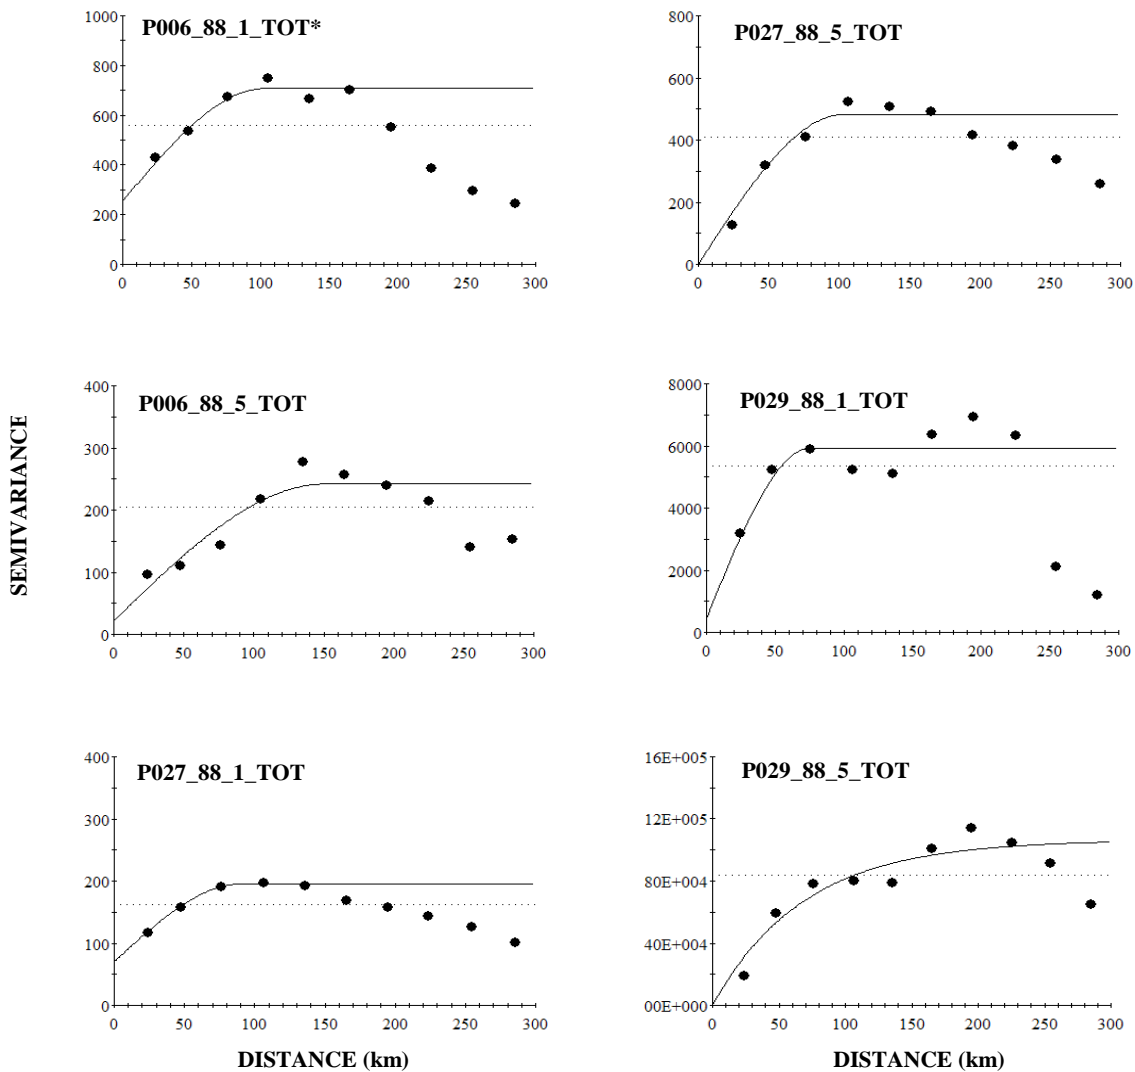 P006_88_1_TOT*
1000
800
600
400
200
0
0 50 100 150 200 250 300
P027_88_5_TOT
800
600
400
200
0
0 50 100 150 200 250 300
SEMIVARIANCE
P006_88_5_TOT
400
300
200
100
0
0 50 100 150 200 250 300
P029_88_1_TOT
8000
6000
4000
2000
0
0 50 100 150 200 250 300
P027_88_1_TOT
400
300
200
100
0
0 50 100 150 200 250 300
DISTANCE (km)
P029_88_5_TOT
16E+005
12E+005
80E+004
40E+004
00E+000
0 50 100 150 200 250 300
DISTANCE (km)